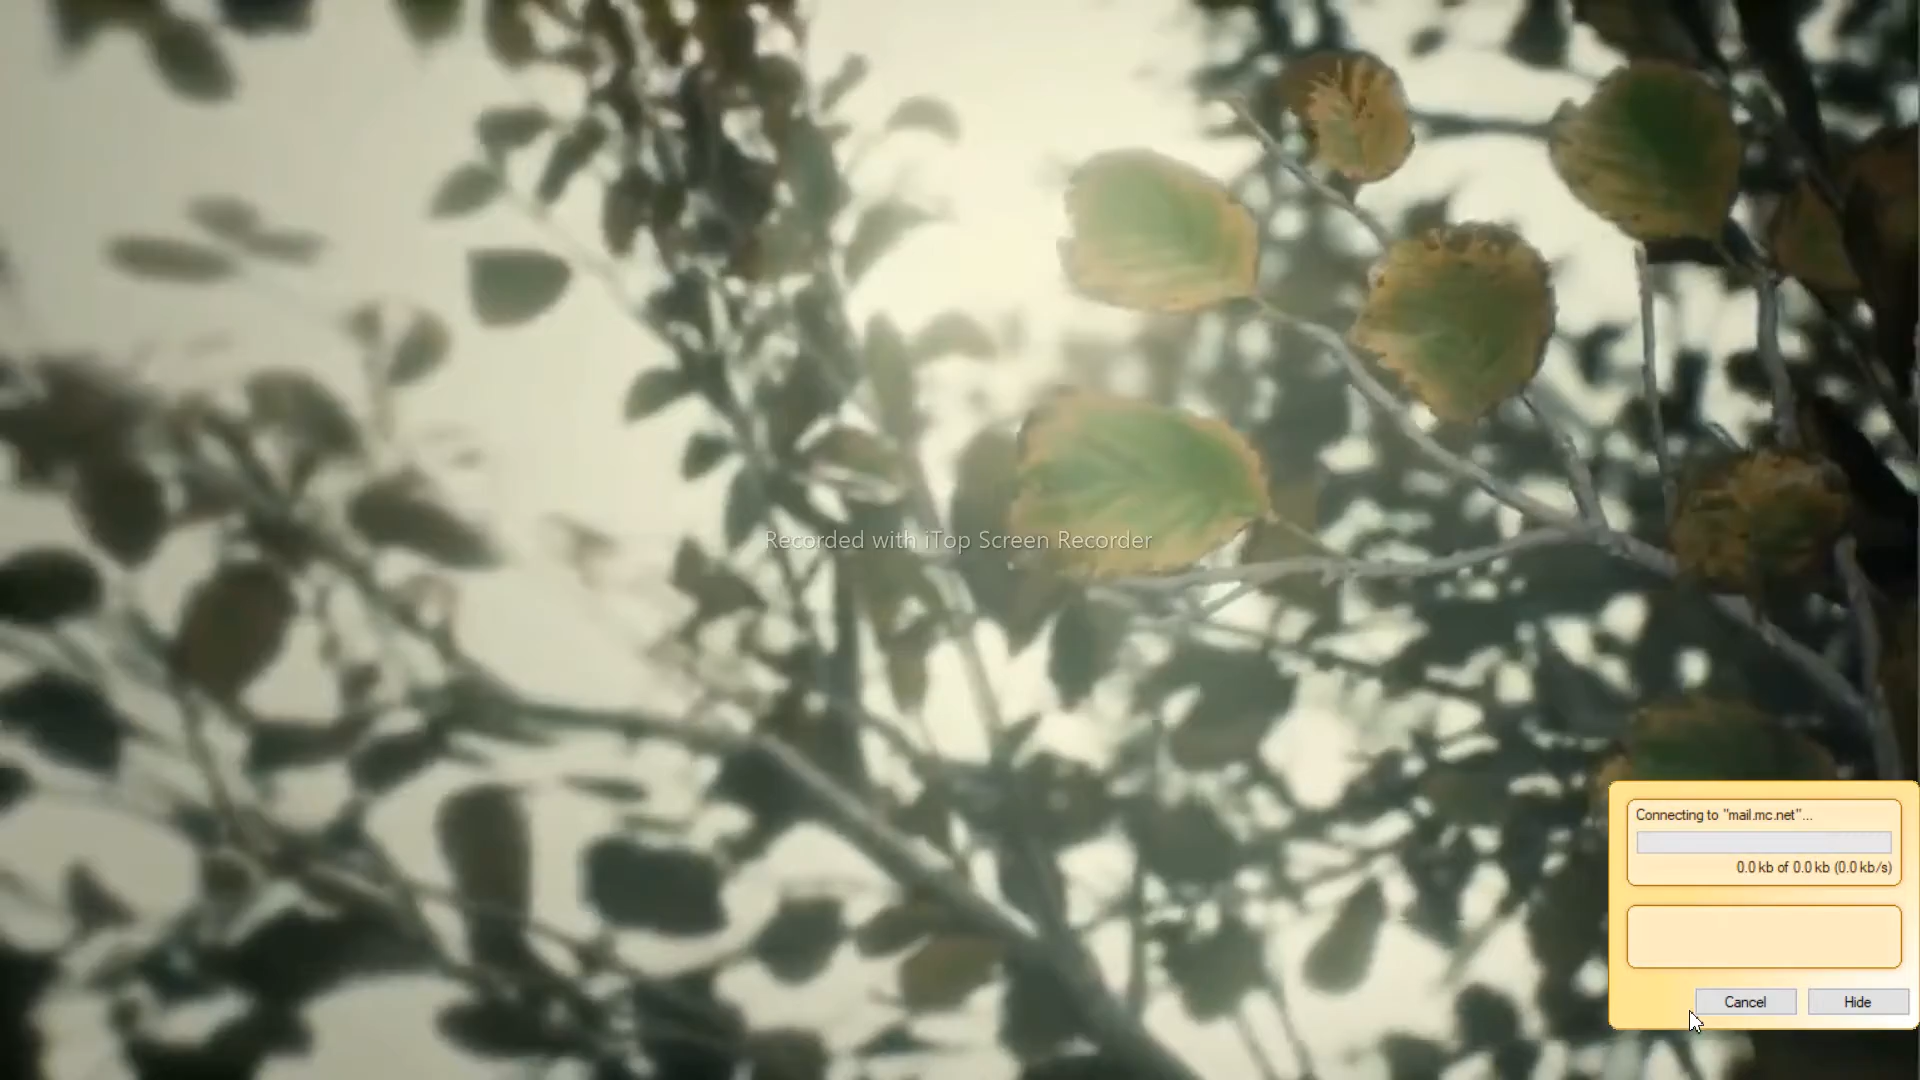 Recorded with iTop Screen Recorder
Connecting to "mail.mc.net"...
0.0 kb of 0.0 kb (0.0 kb/s)
Cancel
Hide